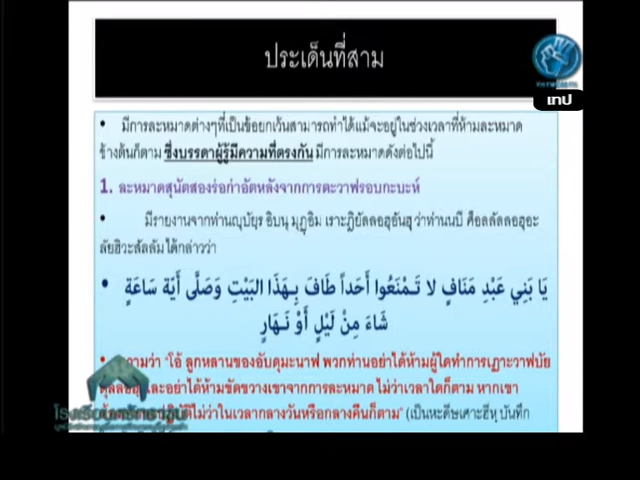 ประเด็นที่สาม
เทป
• มีการละหมาดต่างๆที่เป็นข้อยกเว้นสามารถทำได้แม้จะอยู่ในช่วงเวลาที่ห้ามละหมาด
ข้างต้นก็ตาม ซึ่งบรรดาผู้รู้มีความที่ตรงกัน มีการละหมาดดังต่อไปนี้
1. ละหมาดสุนัตสองร่อก่าอัตหลังจากการตะวาฟรอบกะบะห์
• มีรายงานจากท่านญุบัยร อิบนุ มุฏอิม เราะฎิยัลลอฮุอันฮุ ว่าท่านนบี ศ็อลลัลลอฮุอะ
ลัยฮิวะสัลลัม ได้กล่าวว่า
• يَا بَنِي عَبْدِ مَنَافٍ لا تَـمْنَعُوا أَحَداً طَافَ بِـهَذَا البَيْتِ وَصَلَّى أَيَّة سَاعَةٍ
شَاءَ مِنْ لَيْلٍ أَوْ نَـهَارٍ
ความว่า "โอ้ ลูกหลานของอับดุมะนาฟ พวกท่านอย่าได้ห้ามผู้ใดทำการเฏาะวาฟบัย
และอย่าได้ห้ามขัดขวางเขาจากการละหมาด ไม่ว่าเวลาใดก็ตาม หากเขา
ปฏิบัติไม่ว่าในเวลากลางวันหรือกลางคืนก็ตาม" (เป็นหะดีษเศาะฮีหฺ บันทึก